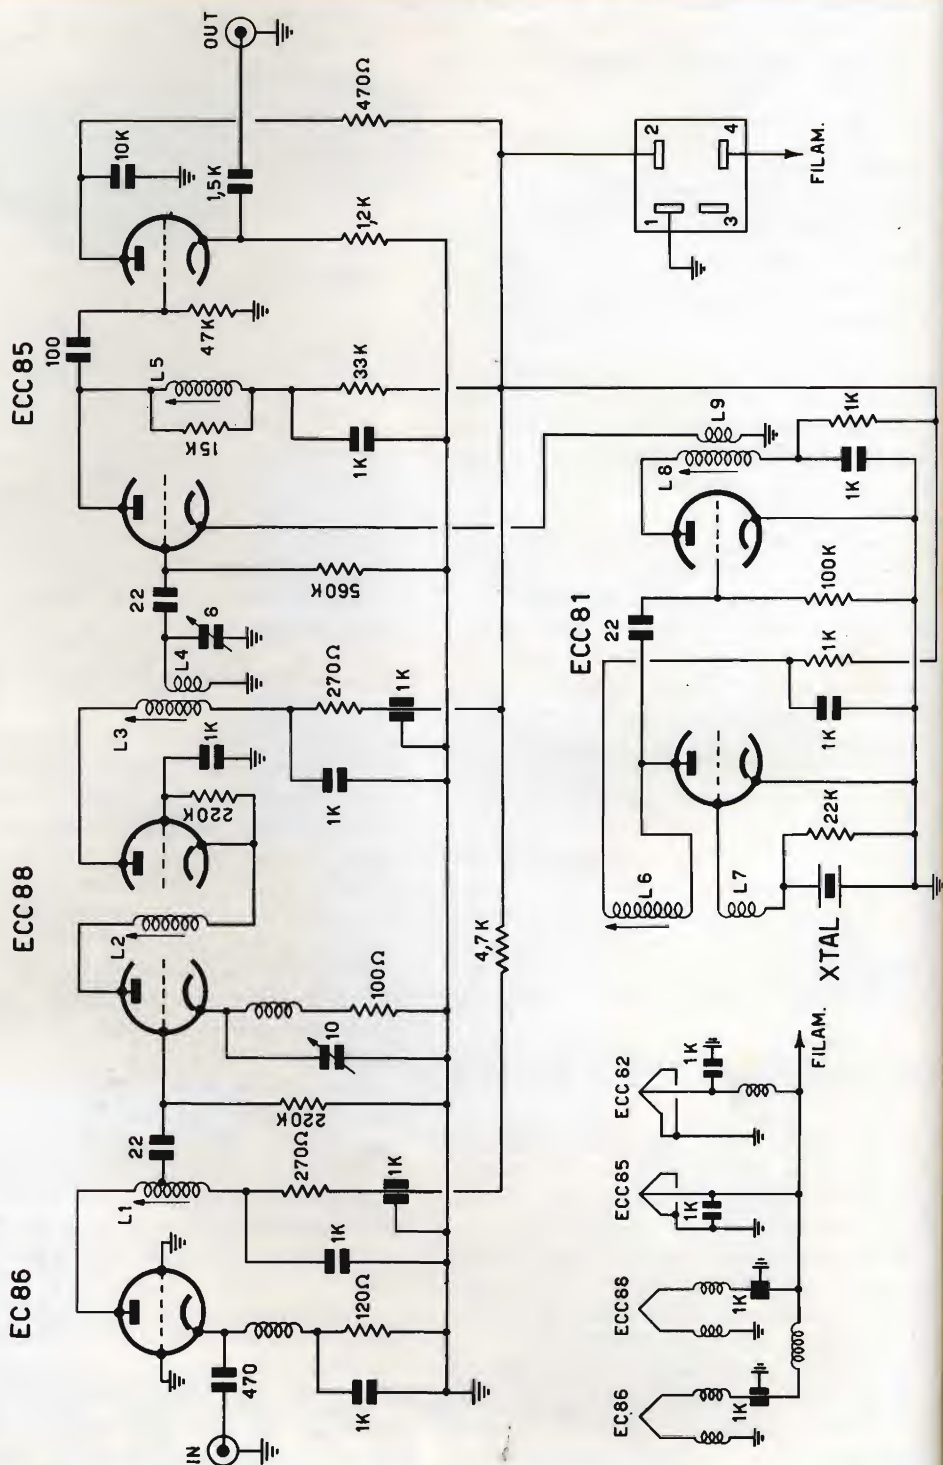 EC86
ECC88
ECC85
IN
470
1K
120Ω
1K
L1
22
270Ω
1K
220K
10
100Ω
L2
220K
1K
L3
L4
6
22
1K
270Ω
1K
560K
100
L5
15K
1K
33K
47K
10K
1,5K
1,2K
470Ω
OUT
4,7K
ECC81
L6
L7
XTAL
22K
1K
1K
22
100K
L8
L9
1K
1K
1
2
3
4
FILAM.
EC86
ECC88
ECC85
ECC82
1K
1K
1K
1K
FILAM.